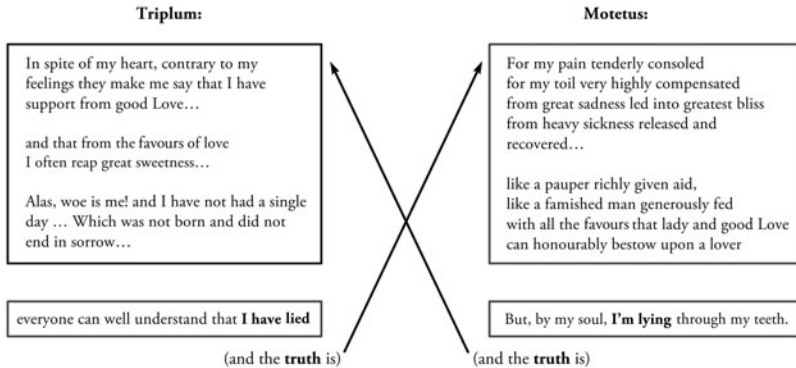 Triplum:
In spite of my heart, contrary to my
feelings they make me say that I have
support from good Love…
and that from the favours of love
I often reap great sweetness…
Alas, woe is me! and I have not had a single
day … Which was not born and did not
end in sorrow…
everyone can well understand that I have lied
(and the truth is)
Motetus:
For my pain tenderly consoled
for my toil very highly compensated
from great sadness led into greatest bliss
from heavy sickness released and
recovered…
like a pauper richly given aid,
like a famished man generously fed
with all the favours that lady and good Love
can honourably bestow upon a lover
But, by my soul, I'm lying through my teeth.
(and the truth is)